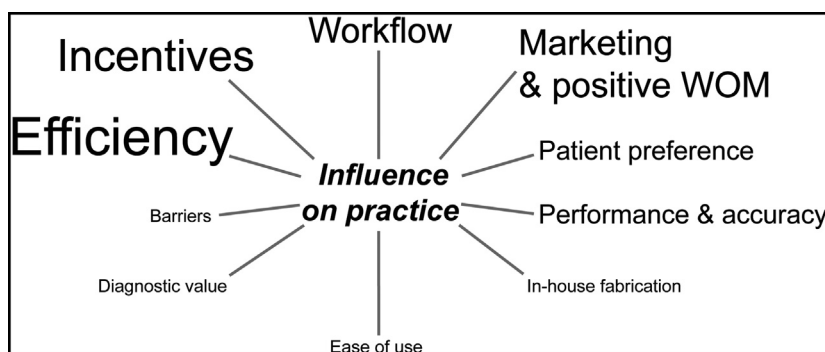 Workflow
Incentives
Marketing
& positive WOM
Efficiency
Patient preference
Influence
on practice
Barriers
Performance & accuracy
Diagnostic value
In-house fabrication
Ease of use